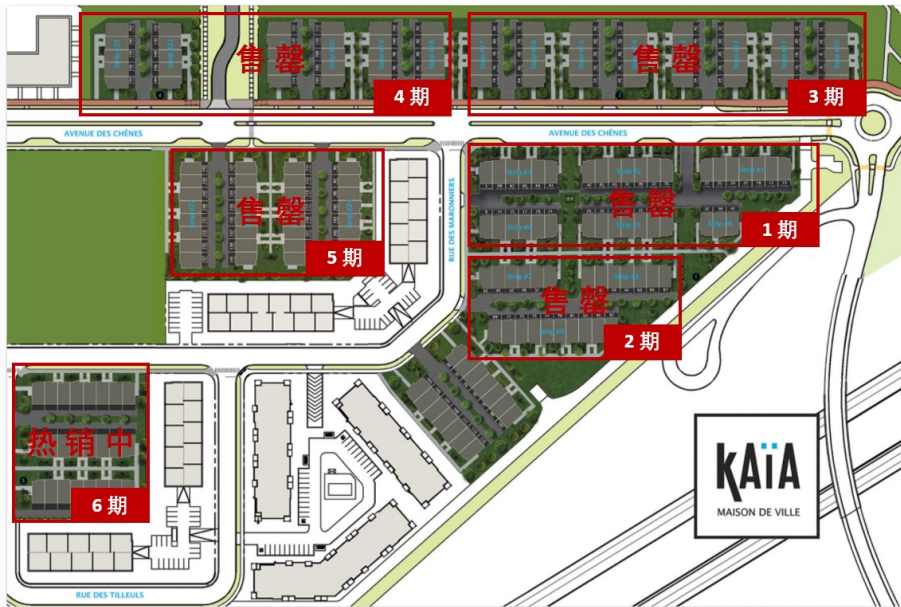 售罄
4 期
售罄
3 期
AVENUE DES CHÊNES
AVENUE DES CHÊNES
售罄
5 期
RUE DES MARONNIERS
售罄
1 期
售罄
2 期
热销中
6 期
KAÏA
MAISON DE VILLE
RUE DES TILLEULS